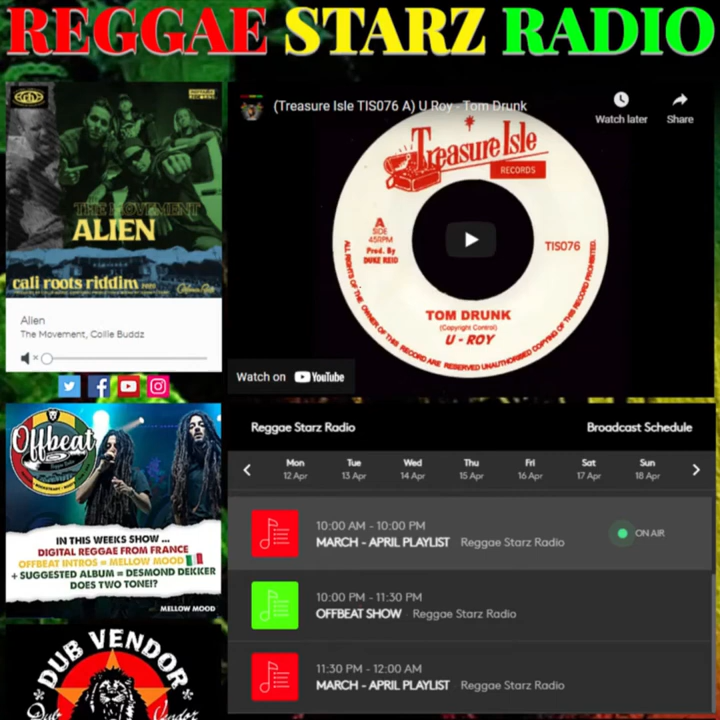 REGGAE STARZ RADIO
THE MOVEMENT
ALIEN
cali roots riddim 2020
Alien
The Movement, Collie Buddz
(Treasure Isle TIS076 A) U Roy - Tom Drunk
Watch later
Share
Treasure Isle
RECORDS
A
SIDE
45RPM
Prod. By
DUKE REID
TIS076
TOM DRUNK
(Copyright Control)
U - ROY
ALL RIGHTS OF THE OWNER OF THIS RECORD ARE RESERVED UNAUTHORISED COPYING OF THIS RECORD PROHIBITED.
Watch on YouTube
Offbeat
IN THIS WEEKS SHOW ...
DIGITAL REGGAE FROM FRANCE
OFFBEAT INTROS = MELLOW MOOD
+ SUGGESTED ALBUM = DESMOND DEKKER
DOES TWO TONE!?
MELLOW MOOD
DUB VENDOR
Dub Vendor
Reggae Starz Radio
Broadcast Schedule
Mon Tue Wed Thu Fri Sat Sun
12 Apr 13 Apr 14 Apr 15 Apr 16 Apr 17 Apr 18 Apr
10:00 AM - 10:00 PM
MARCH - APRIL PLAYLIST Reggae Starz Radio
ON AIR
10:00 PM - 11:30 PM
OFFBEAT SHOW Reggae Starz Radio
11:30 PM - 12:00 AM
MARCH - APRIL PLAYLIST Reggae Starz Radio